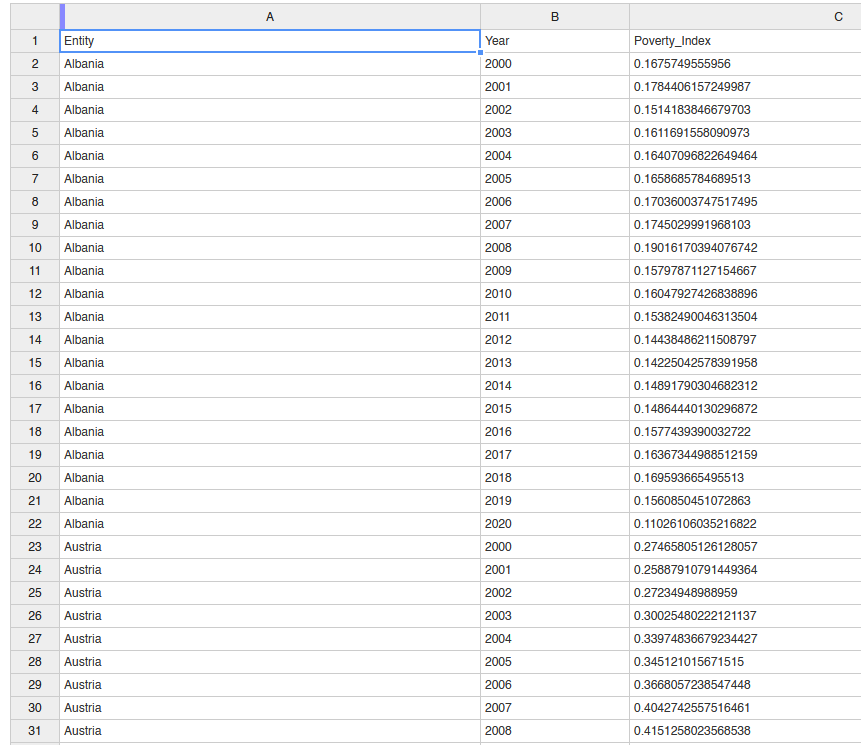 A B C
1 Entity Year Poverty_Index
2 Albania 2000 0.1675749555956
3 Albania 2001 0.1784406157249987
4 Albania 2002 0.1514183846679703
5 Albania 2003 0.1611691558090973
6 Albania 2004 0.16407096822649464
7 Albania 2005 0.1658685784689513
8 Albania 2006 0.17036003747517495
9 Albania 2007 0.1745029991968103
10 Albania 2008 0.19016170394076742
11 Albania 2009 0.15797871127154667
12 Albania 2010 0.16047927426838896
13 Albania 2011 0.15382490046313504
14 Albania 2012 0.14438486211508797
15 Albania 2013 0.14225042578391958
16 Albania 2014 0.14891790304682312
17 Albania 2015 0.14864440130296872
18 Albania 2016 0.1577439390032722
19 Albania 2017 0.16367344988512159
20 Albania 2018 0.169593665495513
21 Albania 2019 0.1560850451072863
22 Albania 2020 0.11026106035216822
23 Austria 2000 0.27465805126128057
24 Austria 2001 0.25887910791449364
25 Austria 2002 0.27234948988959
26 Austria 2003 0.30025480222121137
27 Austria 2004 0.33974836679234427
28 Austria 2005 0.345121015671515
29 Austria 2006 0.3668057238547448
30 Austria 2007 0.4042742557516461
31 Austria 2008 0.4151258023568538